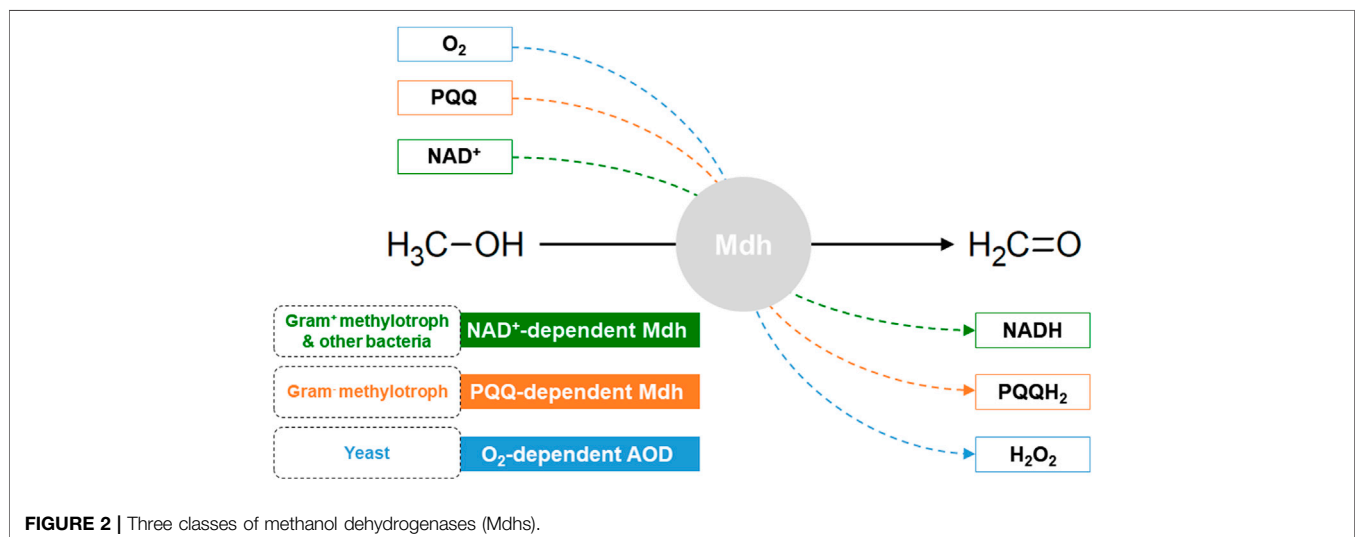 O₂
PQQ
NAD⁺
H₃C–OH
Mdh
H₂C=O
Gram⁺ methylotroph
& other bacteria
NAD⁺-dependent Mdh
NADH
Gram⁻ methylotroph
PQQ-dependent Mdh
PQQH₂
Yeast
O₂-dependent AOD
H₂O₂
FIGURE 2 | Three classes of methanol dehydrogenases (Mdhs).